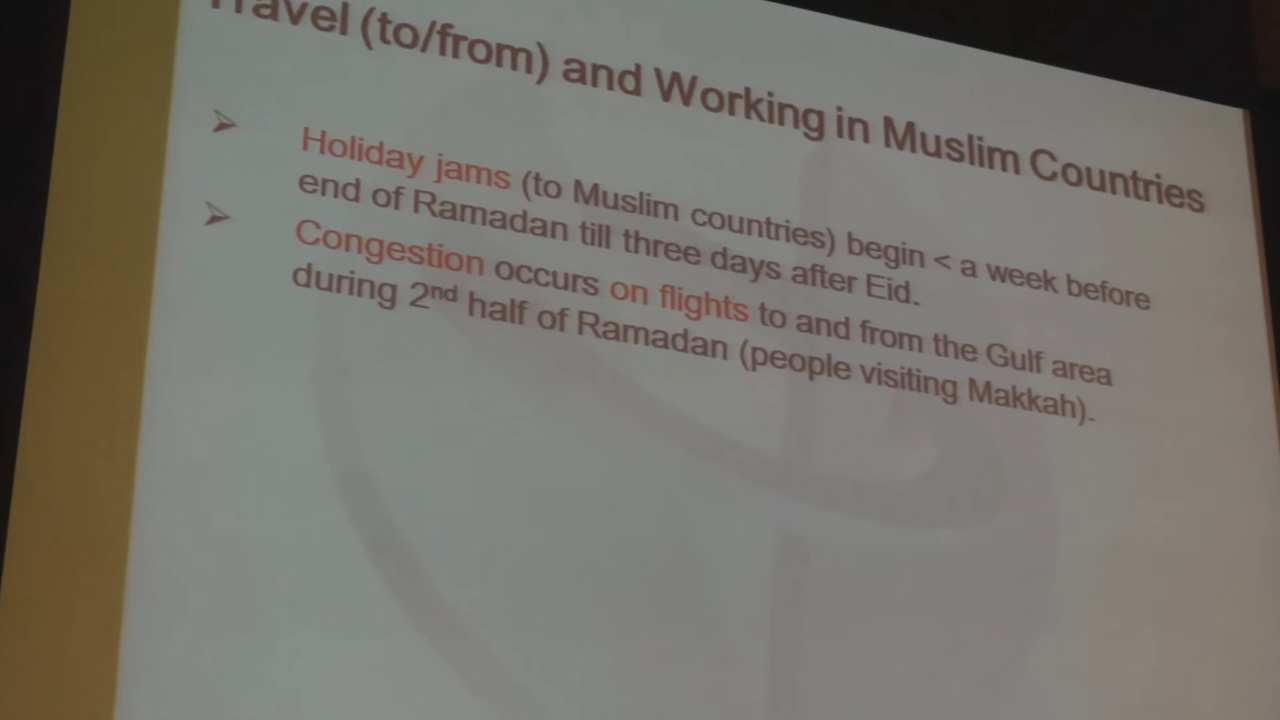 Travel (to/from) and Working in Muslim Countries
➢ Holiday jams (to Muslim countries) begin < a week before
end of Ramadan till three days after Eid.
➢ Congestion occurs on flights to and from the Gulf area
during 2nd half of Ramadan (people visiting Makkah).